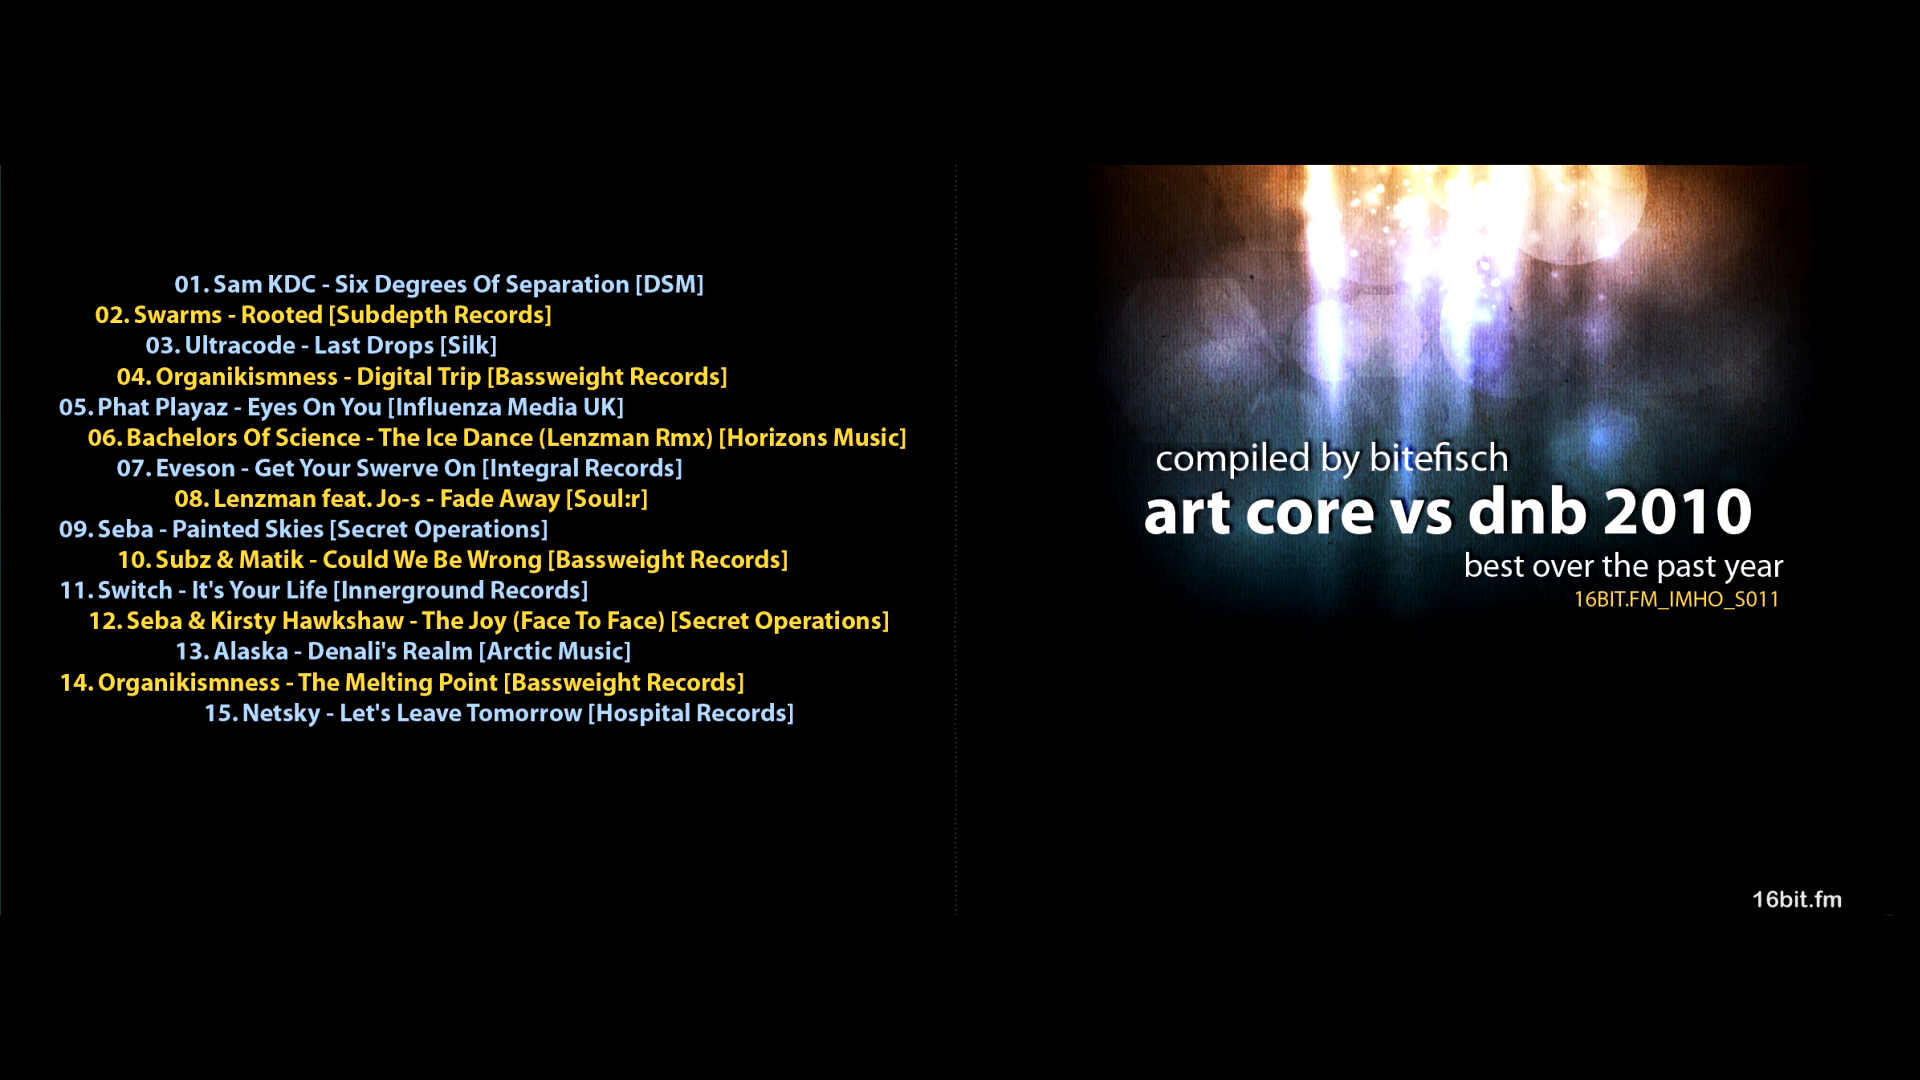 01. Sam KDC - Six Degrees Of Separation [DSM]
02. Swarms - Rooted [Subdepth Records]
03. Ultracode - Last Drops [Silk]
04. Organikismness - Digital Trip [Bassweight Records]
05. Phat Playaz - Eyes On You [Influenza Media UK]
06. Bachelors Of Science - The Ice Dance (Lenzman Rmx) [Horizons Music]
07. Eveson - Get Your Swerve On [Integral Records]
08. Lenzman feat. Jo-s - Fade Away [Soul:r]
09. Seba - Painted Skies [Secret Operations]
10. Subz & Matik - Could We Be Wrong [Bassweight Records]
11. Switch - It's Your Life [Innerground Records]
12. Seba & Kirsty Hawkshaw - The Joy (Face To Face) [Secret Operations]
13. Alaska - Denali's Realm [Arctic Music]
14. Organikismness - The Melting Point [Bassweight Records]
15. Netsky - Let's Leave Tomorrow [Hospital Records]
compiled by bitefisch
art core vs dnb 2010
best over the past year
16BIT.FM_IMHO_S011
16bit.fm